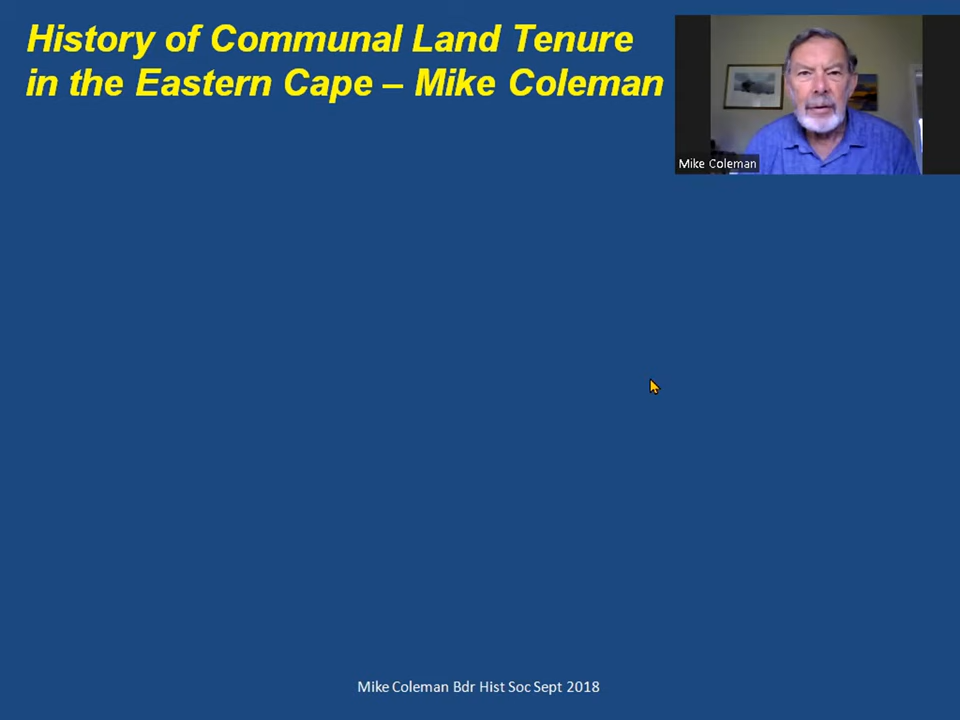 History of Communal Land Tenure
in the Eastern Cape – Mike Coleman
Mike Coleman
Mike Coleman Bdr Hist Soc Sept 2018